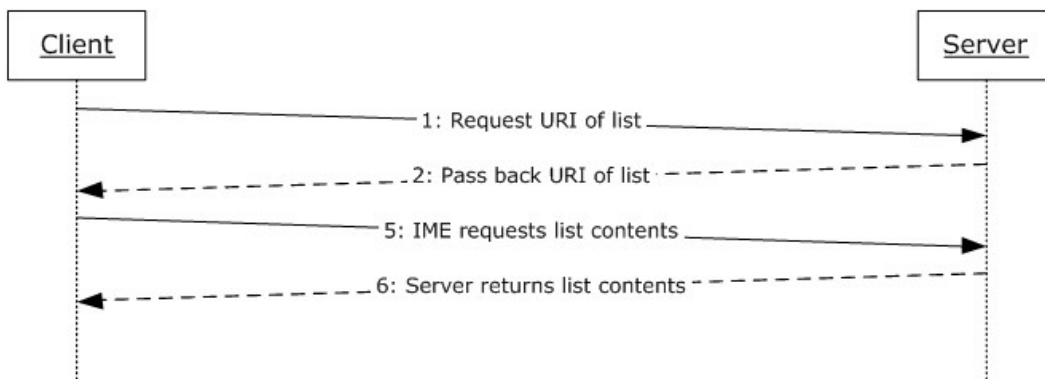 Client
Server
1: Request URI of list
2: Pass back URI of list
5: IME requests list contents
6: Server returns list contents